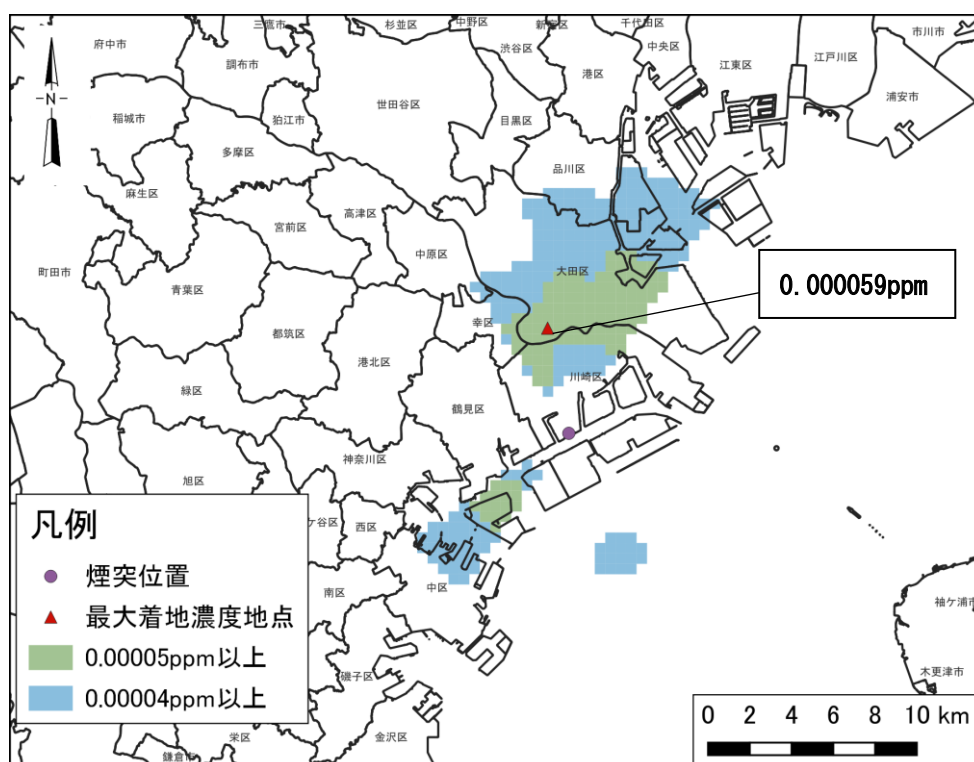 三鷹市
杉並区
中野区
新宿区
千代田区
府中市
調布市
渋谷区
港区
中央区
江東区
江戸川区
市川市
N
世田谷区
浦安市
稲城市
狛江市
目黒区
多摩区
品川区
麻生区
高津区
宮前区
中原区
町田市
大田区
青葉区
0.000059ppm
幸区
都筑区
港北区
緑区
川崎区
鶴見区
神奈川区
旭区
ケ谷区
西区
中区
南区
袖ケ浦市
磯子区
木更津市
栄区
金沢区
鎌倉市
凡例
煙突位置
最大着地濃度地点
0.00005ppm以上
0.00004ppm以上
0 2 4 6 8 10 km